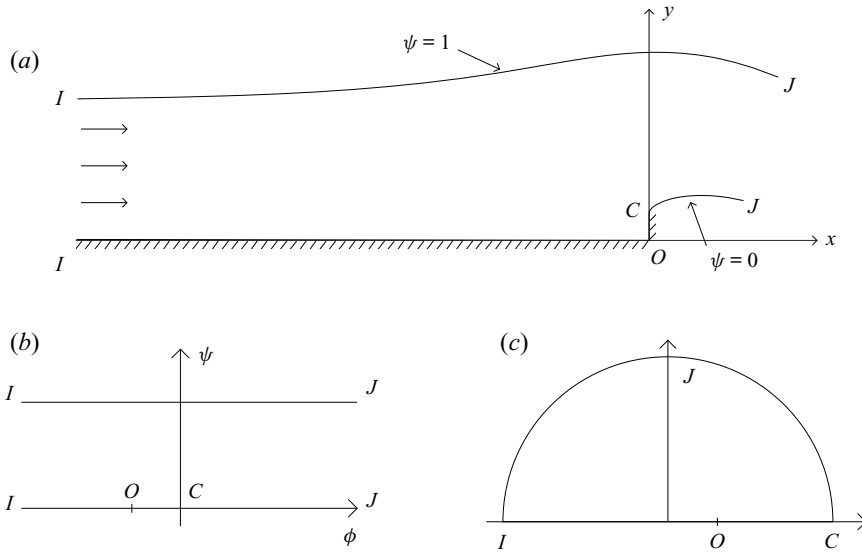 (a)
y
ψ = 1
I
J
C
J
I
O
x
ψ = 0
(b)
ψ
I
J
O
C
I
J
ϕ
(c)
J
I
O
C